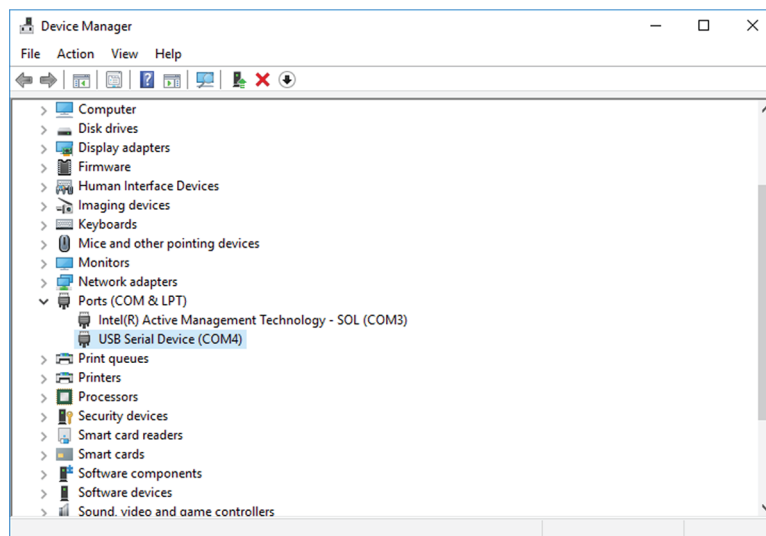 Device Manager
File Action View Help
Computer
Disk drives
Display adapters
Firmware
Human Interface Devices
Imaging devices
Keyboards
Mice and other pointing devices
Monitors
Network adapters
Ports (COM & LPT)
Intel(R) Active Management Technology - SOL (COM3)
USB Serial Device (COM4)
Print queues
Printers
Processors
Security devices
Smart card readers
Smart cards
Software components
Software devices
Sound, video and game controllers